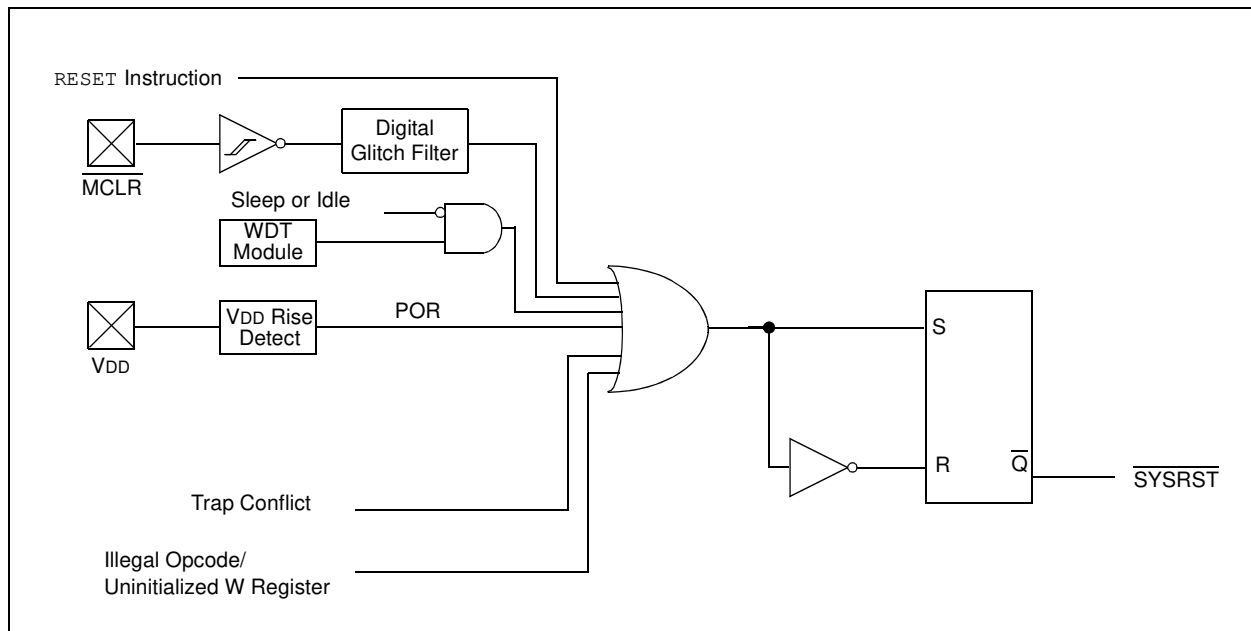 RESET Instruction
Digital
Glitch Filter
MCLR
Sleep or Idle
WDT
Module
VDD Rise
Detect
POR
VDD
S
R
Q
SYSRST
Trap Conflict
Illegal Opcode/
Uninitialized W Register